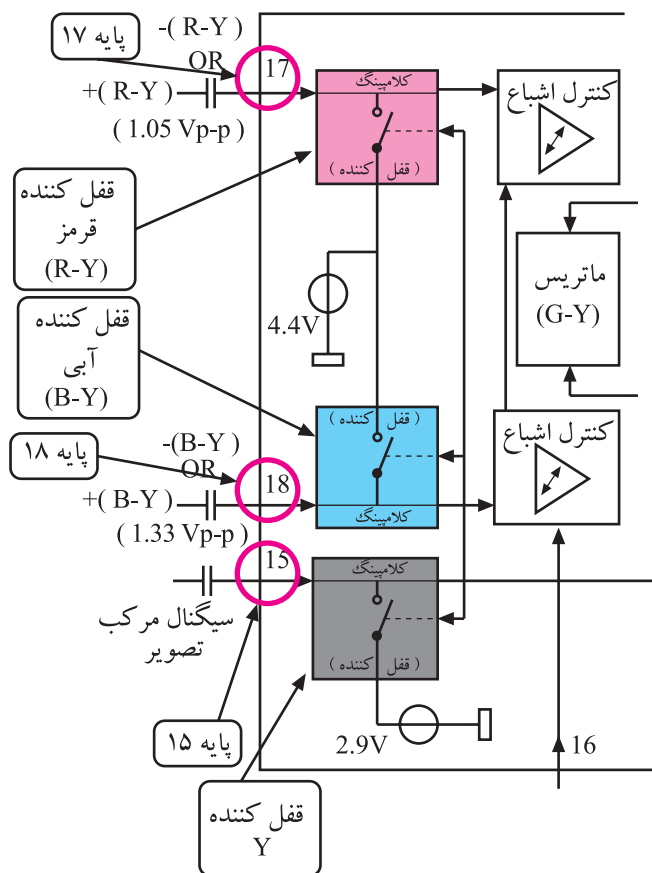 پایه ۱۷
-(R-Y)
OR
+(R-Y)
(1.05 Vp-p)
17
کلامپینگ
(قفل کننده)
کنترل اشباع
قفل کننده
قرمز
(R-Y)
4.4V
ماتریس
(G-Y)
قفل کننده
آبی
(B-Y)
پایه ۱۸
-(B-Y)
OR
+(B-Y)
(1.33 Vp-p)
18
(قفل کننده)
کلامپینگ
کنترل اشباع
15
کلامپینگ
(قفل کننده)
سیگنال مرکب
تصویر
پایه ۱۵
2.9V
16
قفل کننده
Y